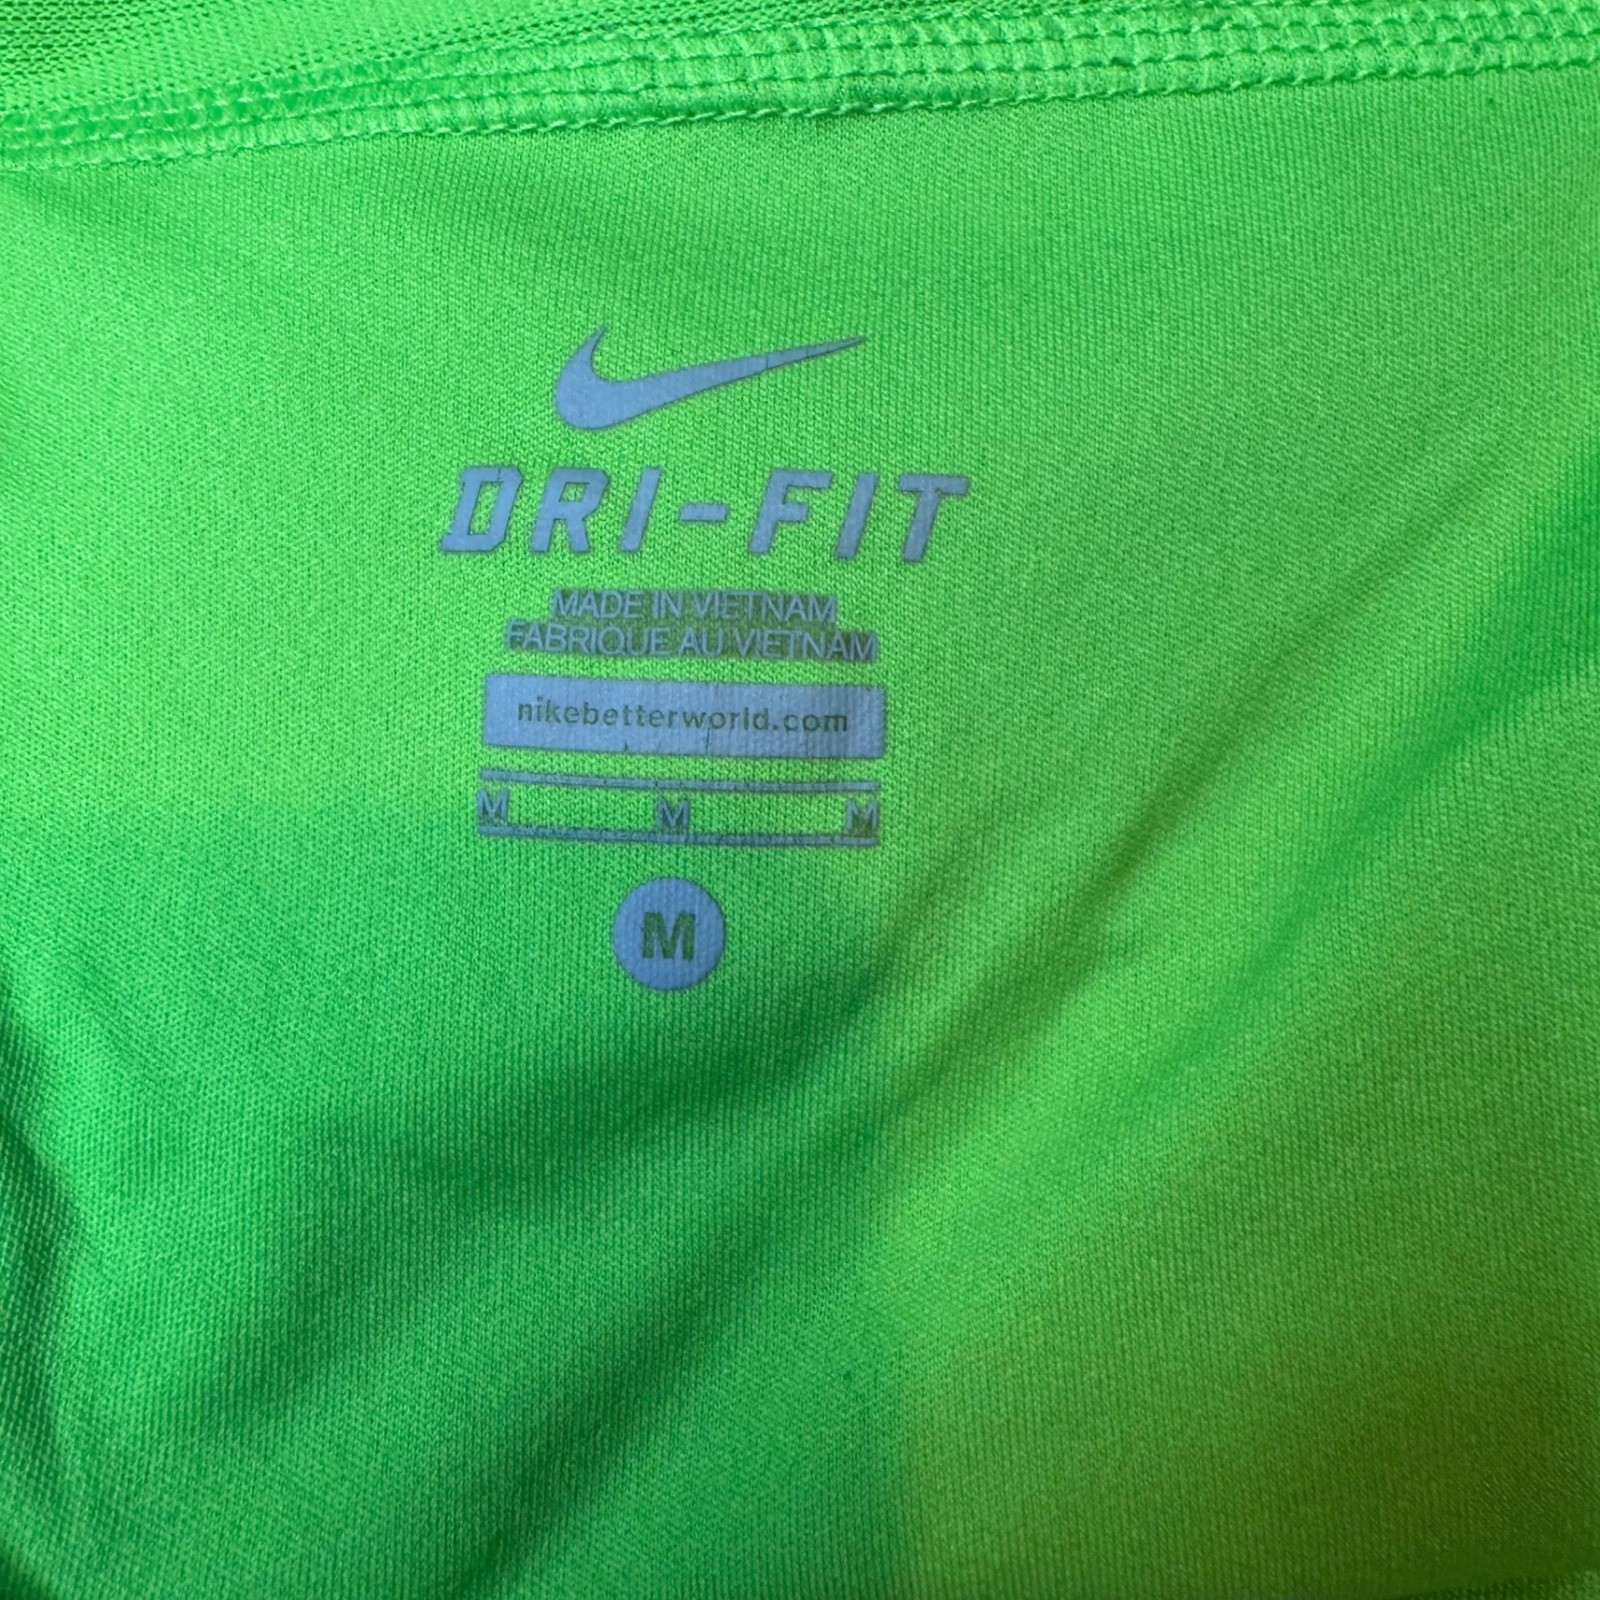 DRI-FIT
MADE IN VIETNAM
FABRIQUE AU VIETNAM
nikebetterworld.com
M M M
M